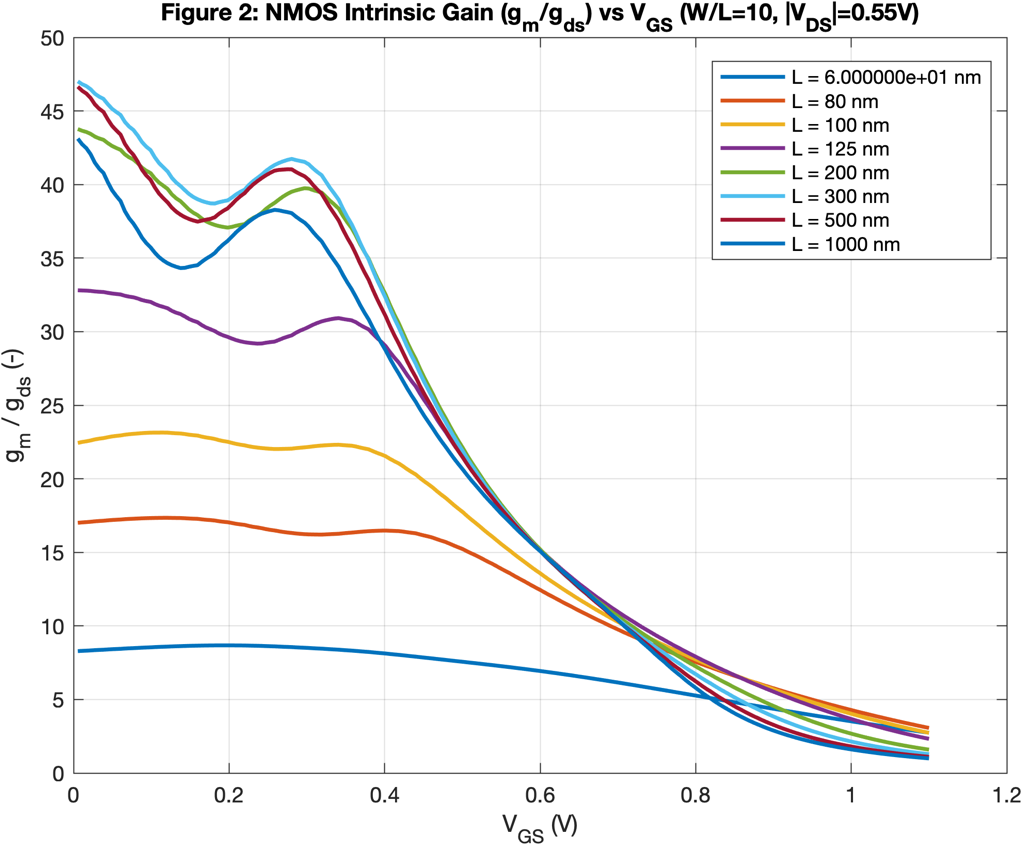 Figure 2: NMOS Intrinsic Gain (gm/gds) vs VGS (W/L=10, |VDS|=0.55V)
50
45
40
35
30
25
20
15
10
5
0
gm / gds (-)
L = 6.000000e+01 nm
L = 80 nm
L = 100 nm
L = 125 nm
L = 200 nm
L = 300 nm
L = 500 nm
L = 1000 nm
0 0.2 0.4 0.6 0.8 1 1.2
VGS (V)